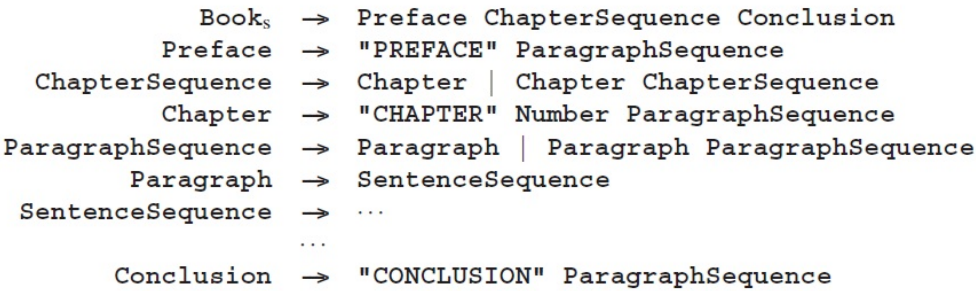 Bookₛ → Preface ChapterSequence Conclusion
Preface → "PREFACE" ParagraphSequence
ChapterSequence → Chapter | Chapter ChapterSequence
Chapter → "CHAPTER" Number ParagraphSequence
ParagraphSequence → Paragraph | Paragraph ParagraphSequence
Paragraph → SentenceSequence
SentenceSequence → ...
...
Conclusion → "CONCLUSION" ParagraphSequence